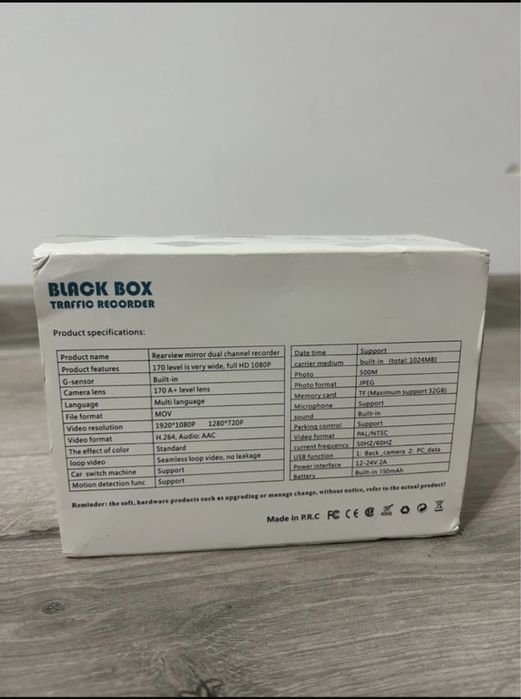 BLACK BOX
TRAFFIC RECORDER
Product specifications:
Product name Rearview mirror dual channel recorder
Product features 170 level is very wide, full HD 1080P
G-sensor Built-in
Camera lens 170 A+ level lens
Language Multi language
File format MOV
Video resolution 1920*1080P 1280*720P
Video format H.264, Audio: AAC
The effect of color Standard
loop video Seamless loop video, no leakage
Car switch machine Support
Motion detection func Support
Date time Support
carrier medium built-in (total: 1024MB)
Photo 500M
Photo format JPEG
Memory card TF (Maximum support 32GB)
Microphone Support
sound Built-in
Parking control Support
Video format PAL/NTSC
current frequency 50HZ/60HZ
USB function 1: Back camera 2: PC data
Power interface 12-24V 2A
Battery Built-in 150mAh
Reminder: the soft, hardware products such as upgrading or manage change, without notice, refer to the actual product!
Made in P.R.C FC CE RoHS